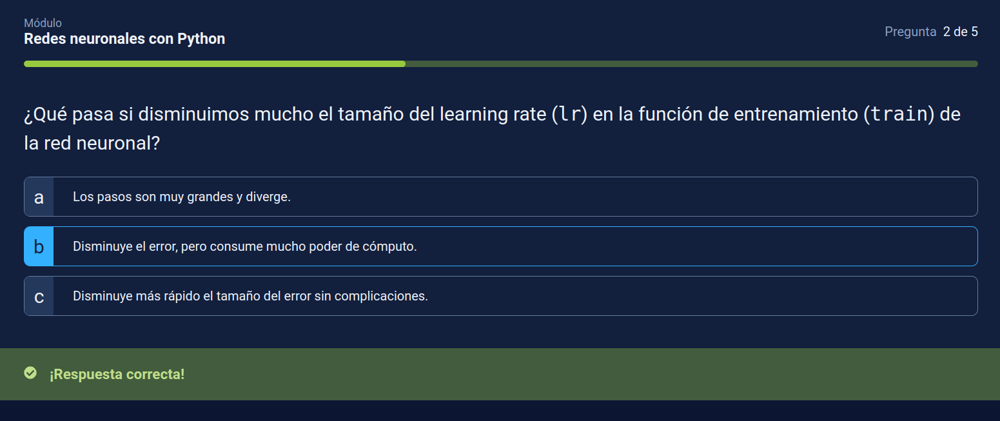 Módulo
Redes neuronales con Python
Pregunta 2 de 5
¿Qué pasa si disminuimos mucho el tamaño del learning rate (lr) en la función de entrenamiento (train) de
la red neuronal?
a Los pasos son muy grandes y diverge.
b Disminuye el error, pero consume mucho poder de cómputo.
c Disminuye más rápido el tamaño del error sin complicaciones.
¡Respuesta correcta!